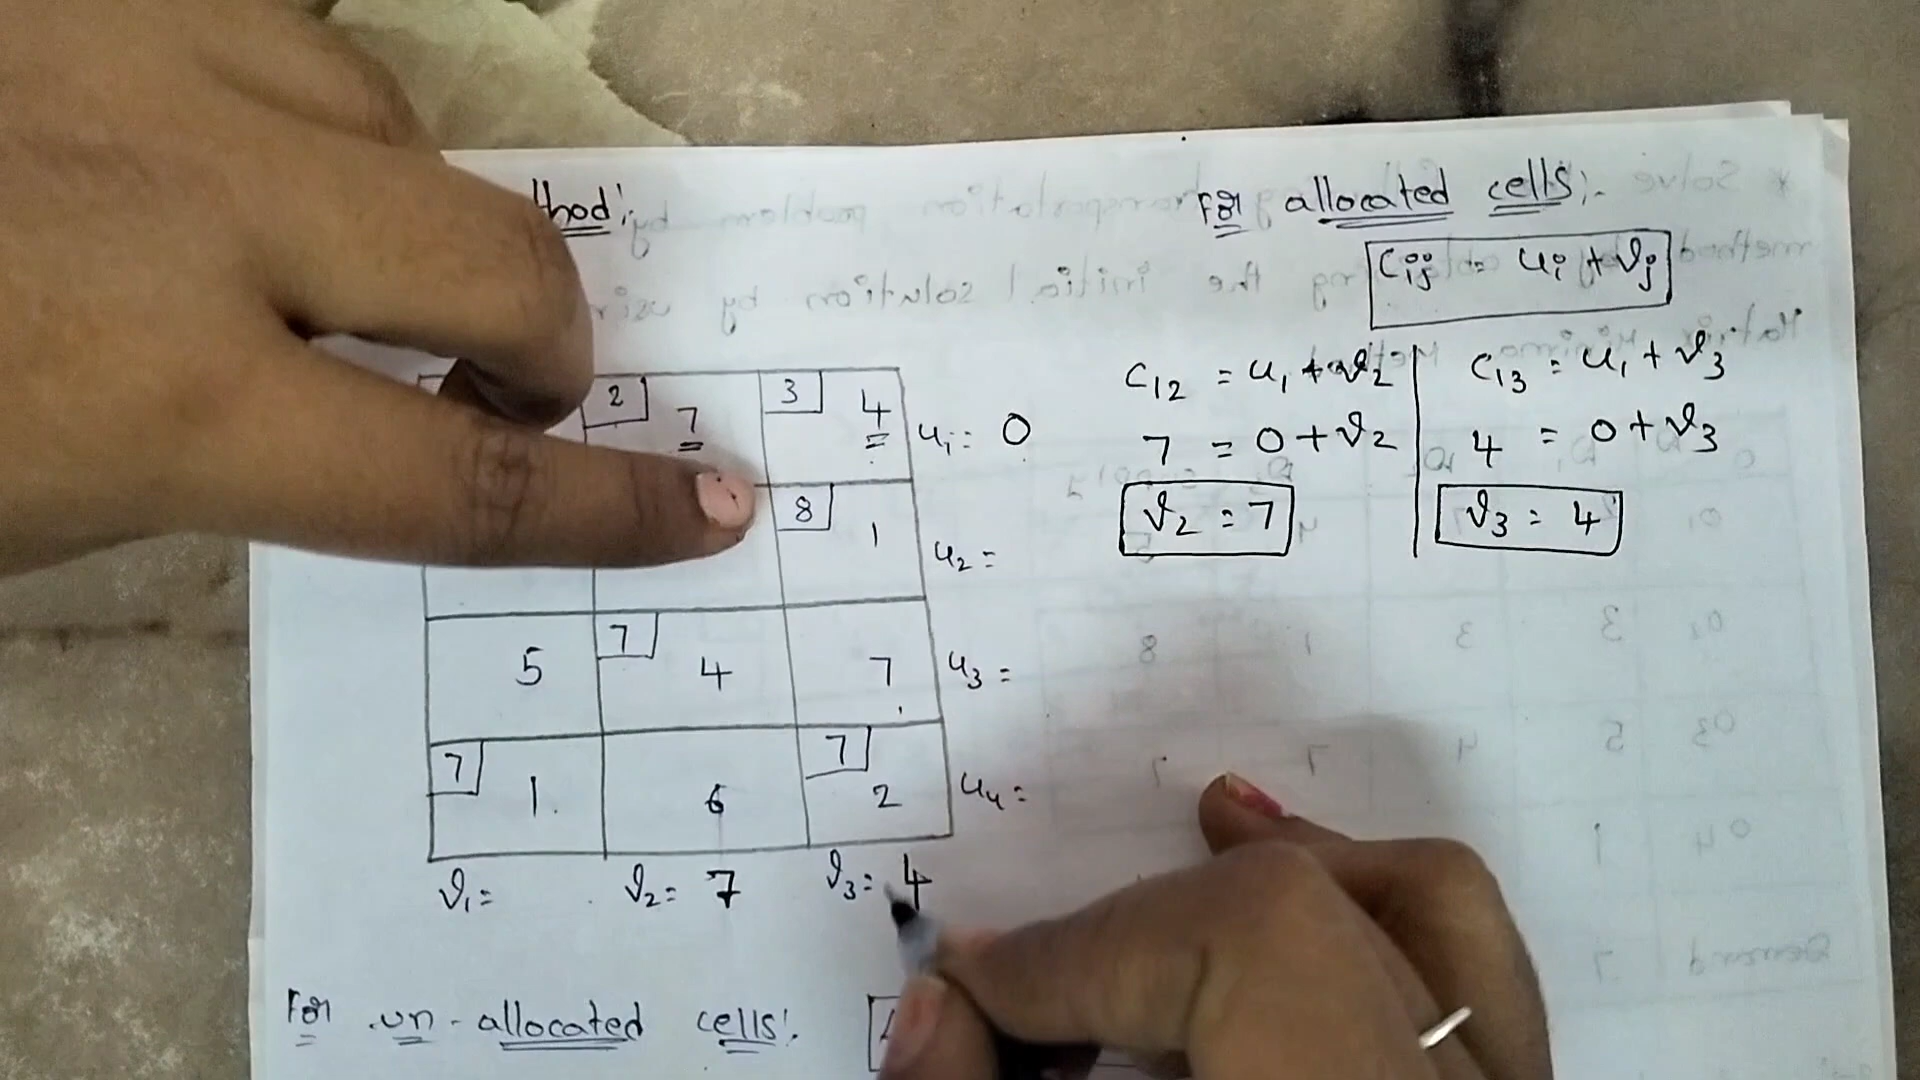 thod:
For allocated cells:-
Cij = ui + vj
C12 = u1 + v2
C13 = u1 + v3
7 = 0 + v2
4 = 0 + v3
v2 = 7
v3 = 4
2 7 3 4 u1 = 0
8 1 u2 =
5 7 4 7 u3 =
7 1 6 7 2 u4 =
v1 = v2 = 7 v3 = 4
For un-allocated cells: